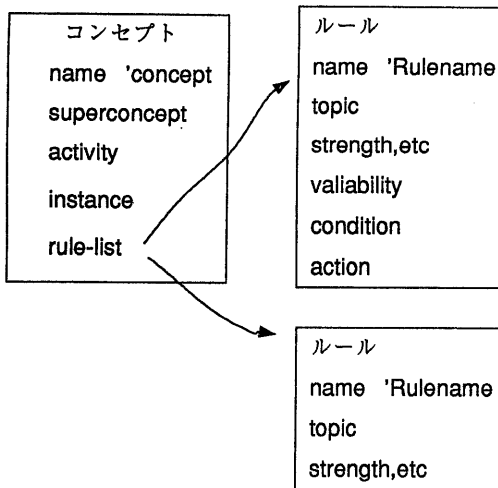 コンセプト
name 'concept
superconcept
activity
instance
rule-list
ルール
name 'Rulename
topic
strength,etc
valiability
condition
action
ルール
name 'Rulename
topic
strength,etc